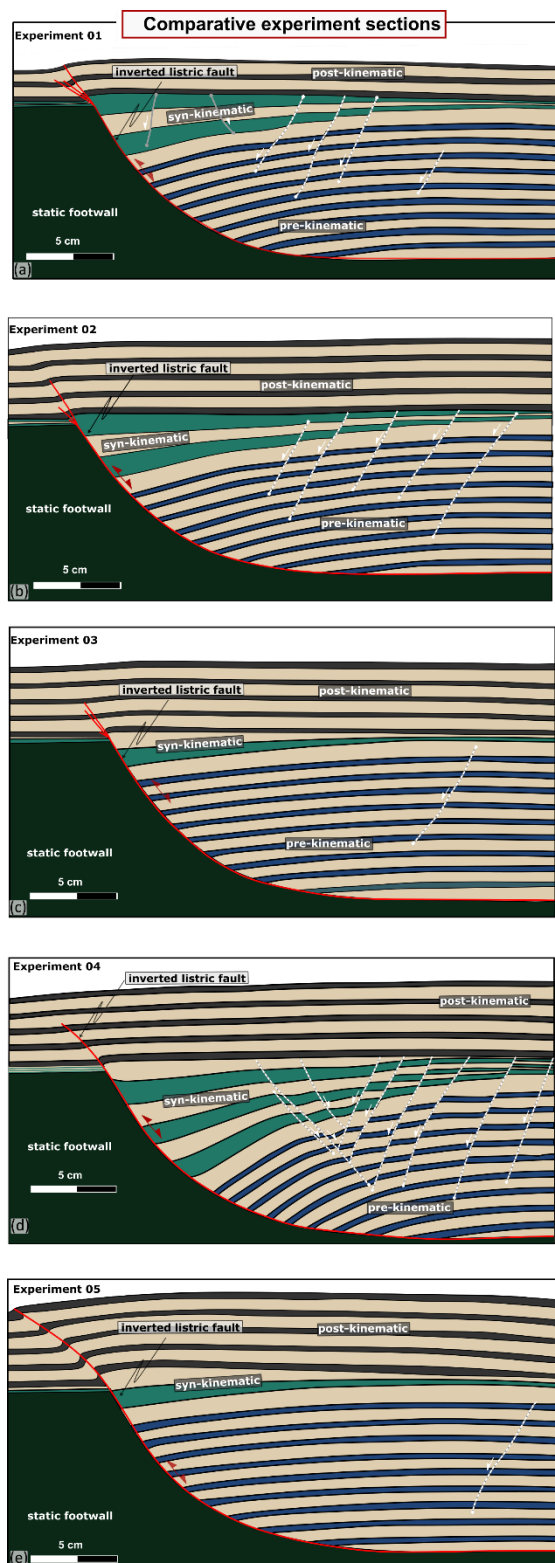 Comparative experiment sections
Experiment 01
inverted listric fault
post-kinematic
syn-kinematic
static footwall
pre-kinematic
5 cm
(a)
Experiment 02
inverted listric fault
post-kinematic
syn-kinematic
static footwall
pre-kinematic
5 cm
(b)
Experiment 03
inverted listric fault
post-kinematic
syn-kinematic
pre-kinematic
static footwall
5 cm
(c)
Experiment 04
inverted listric fault
post-kinematic
syn-kinematic
static footwall
5 cm
pre-kinematic
(d)
Experiment 05
inverted listric fault
post-kinematic
syn-kinematic
static footwall
5 cm
(e)